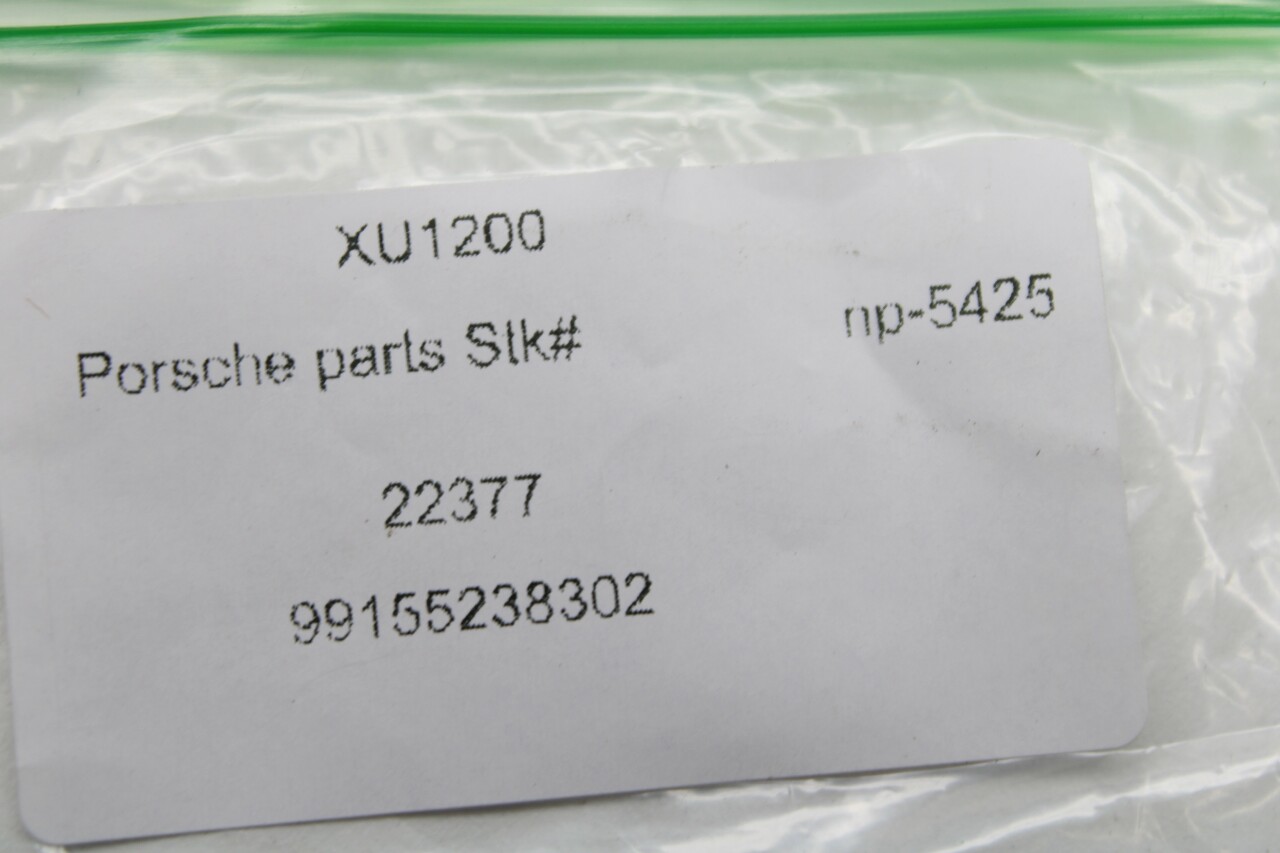 XU1200
Porsche parts Stk# np-5425
22377
99155238302